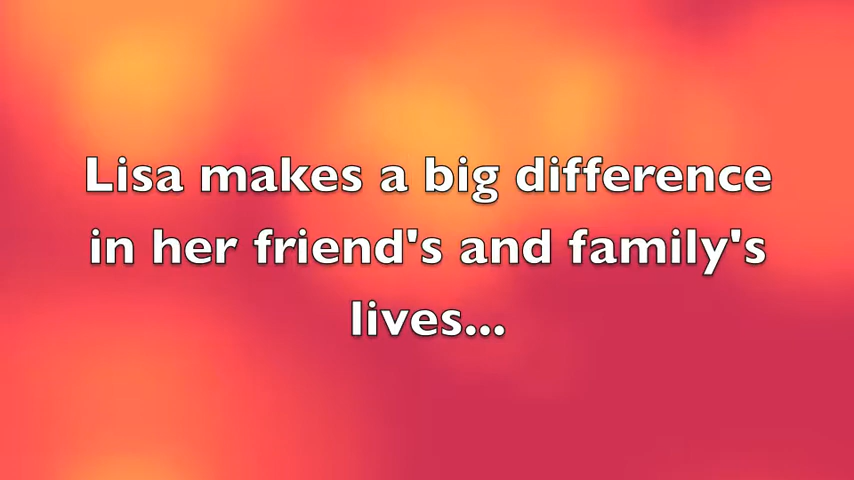 Lisa makes a big difference
in her friend's and family's
lives...